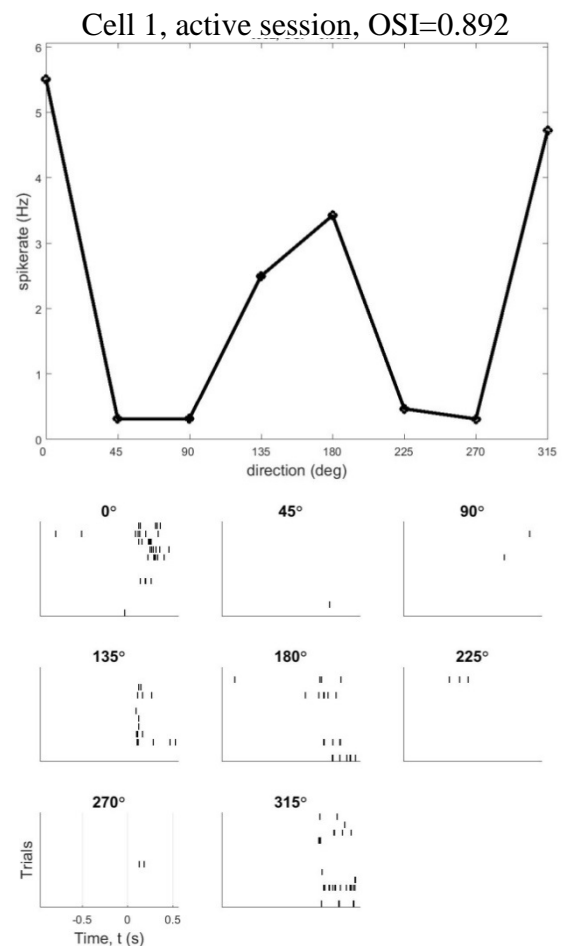 Cell 1, active session, OSI=0.892
6
5
4
3
2
1
0
spikerate (Hz)
0 45 90 135 180 225 270 315
direction (deg)
0° 45° 90°
135° 180° 225°
270° 315°
Trials
-0.5 0 0.5
Time, t (s)